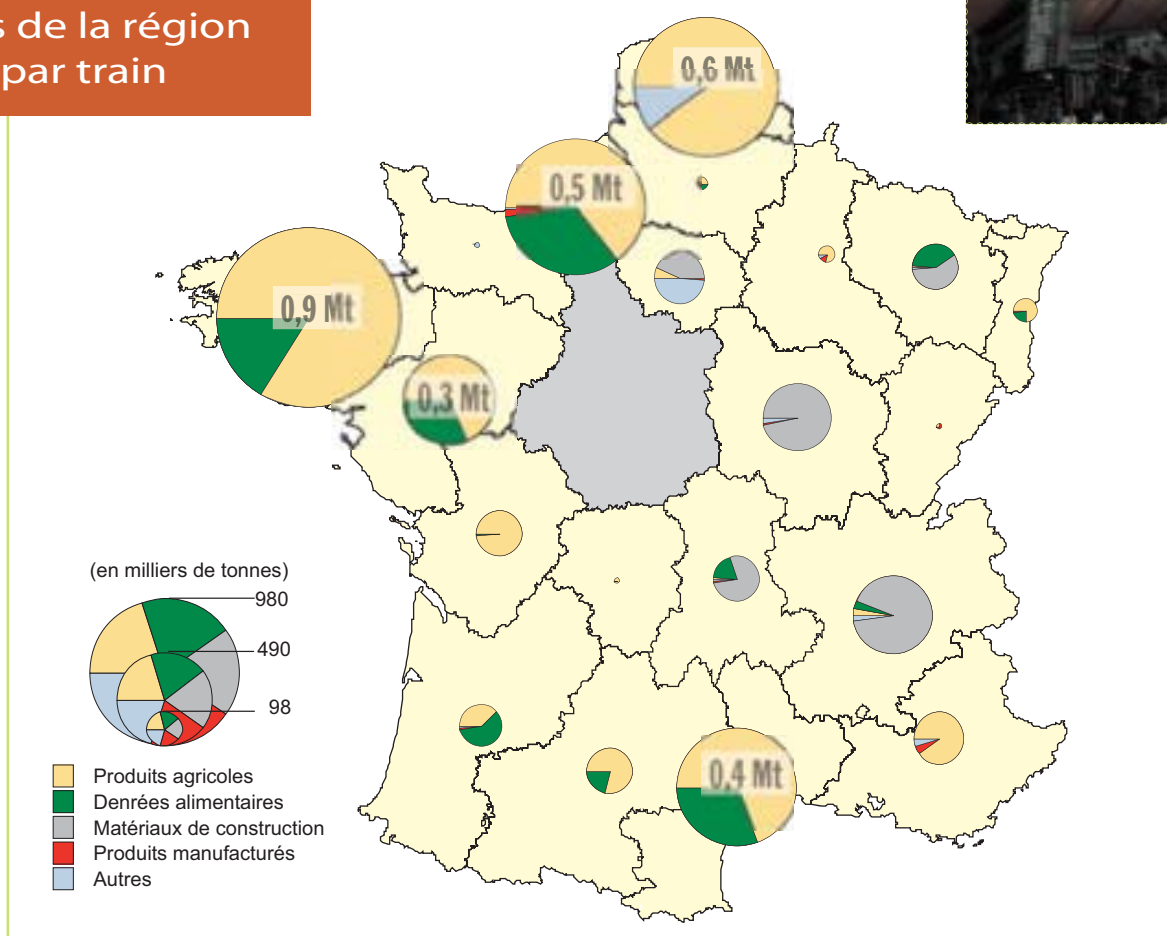 s de la région
par train
0,6 Mt
0,5 Mt
0,9 Mt
0,3 Mt
0,4 Mt
(en milliers de tonnes)
980
490
98
Produits agricoles
Denrées alimentaires
Matériaux de construction
Produits manufacturés
Autres